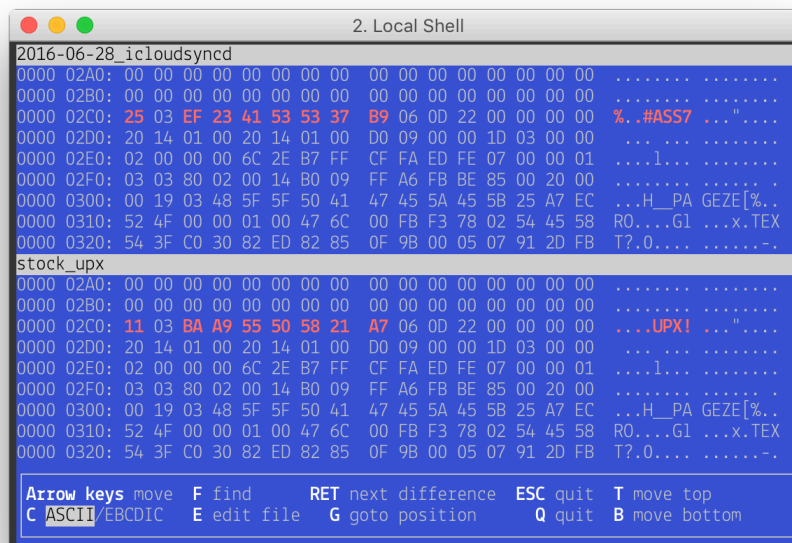 2. Local Shell
2016-06-28_icloudsyncd
0000 02A0: 00 00 00 00 00 00 00 00 00 00 00 00 00 00 00 00 ........ ........
0000 02B0: 00 00 00 00 00 00 00 00 00 00 00 00 00 00 00 00 ........ ........
0000 02C0: 25 03 EF 23 41 53 53 37 B9 06 0D 22 00 00 00 00 %..#ASS7 ..."....
0000 02D0: 20 14 01 00 20 14 01 00 D0 09 00 00 1D 03 00 00 ... ... ........
0000 02E0: 02 00 00 00 6C 2E B7 FF CF FA ED FE 07 00 00 01 ....l... ........
0000 02F0: 03 03 80 02 00 14 B0 09 FF A6 FB BE 85 00 20 00 ........ ...... .
0000 0300: 00 19 03 48 5F 5F 50 41 47 45 5A 45 5B 25 A7 EC ...H__PA GEZE[%..
0000 0310: 52 4F 00 00 01 00 47 6C 00 FB F3 78 02 54 45 58 RO....Gl ...x.TEX
0000 0320: 54 3F C0 30 82 ED 82 85 0F 9B 00 05 07 91 2D FB T?.0.... ......-.
stock_upx
0000 02A0: 00 00 00 00 00 00 00 00 00 00 00 00 00 00 00 00 ........ ........
0000 02B0: 00 00 00 00 00 00 00 00 00 00 00 00 00 00 00 00 ........ ........
0000 02C0: 11 03 BA A9 55 50 58 21 A7 06 0D 22 00 00 00 00 ....UPX! ..."....
0000 02D0: 20 14 01 00 20 14 01 00 D0 09 00 00 1D 03 00 00 ... ... ........
0000 02E0: 02 00 00 00 6C 2E B7 FF CF FA ED FE 07 00 00 01 ....l... ........
0000 02F0: 03 03 80 02 00 14 B0 09 FF A6 FB BE 85 00 20 00 ........ ...... .
0000 0300: 00 19 03 48 5F 5F 50 41 47 45 5A 45 5B 25 A7 EC ...H__PA GEZE[%..
0000 0310: 52 4F 00 00 01 00 47 6C 00 FB F3 78 02 54 45 58 RO....Gl ...x.TEX
0000 0320: 54 3F C0 30 82 ED 82 85 0F 9B 00 05 07 91 2D FB T?.0.... ......-.
Arrow keys move F find RET next difference ESC quit T move top
C ASCII/EBCDIC E edit file G goto position Q quit B move bottom